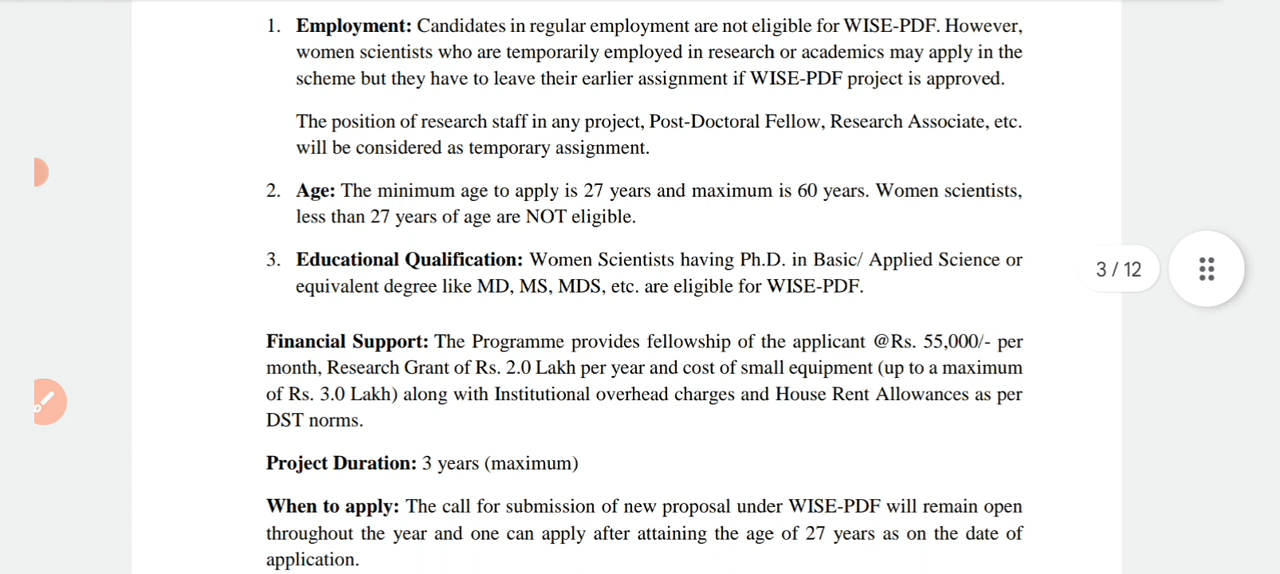 1. Employment: Candidates in regular employment are not eligible for WISE-PDF. However,
women scientists who are temporarily employed in research or academics may apply in the
scheme but they have to leave their earlier assignment if WISE-PDF project is approved.
The position of research staff in any project, Post-Doctoral Fellow, Research Associate, etc.
will be considered as temporary assignment.
2. Age: The minimum age to apply is 27 years and maximum is 60 years. Women scientists,
less than 27 years of age are NOT eligible.
3. Educational Qualification: Women Scientists having Ph.D. in Basic/ Applied Science or
equivalent degree like MD, MS, MDS, etc. are eligible for WISE-PDF.
3 / 12
Financial Support: The Programme provides fellowship of the applicant @Rs. 55,000/- per
month, Research Grant of Rs. 2.0 Lakh per year and cost of small equipment (up to a maximum
of Rs. 3.0 Lakh) along with Institutional overhead charges and House Rent Allowances as per
DST norms.
Project Duration: 3 years (maximum)
When to apply: The call for submission of new proposal under WISE-PDF will remain open
throughout the year and one can apply after attaining the age of 27 years as on the date of
application.